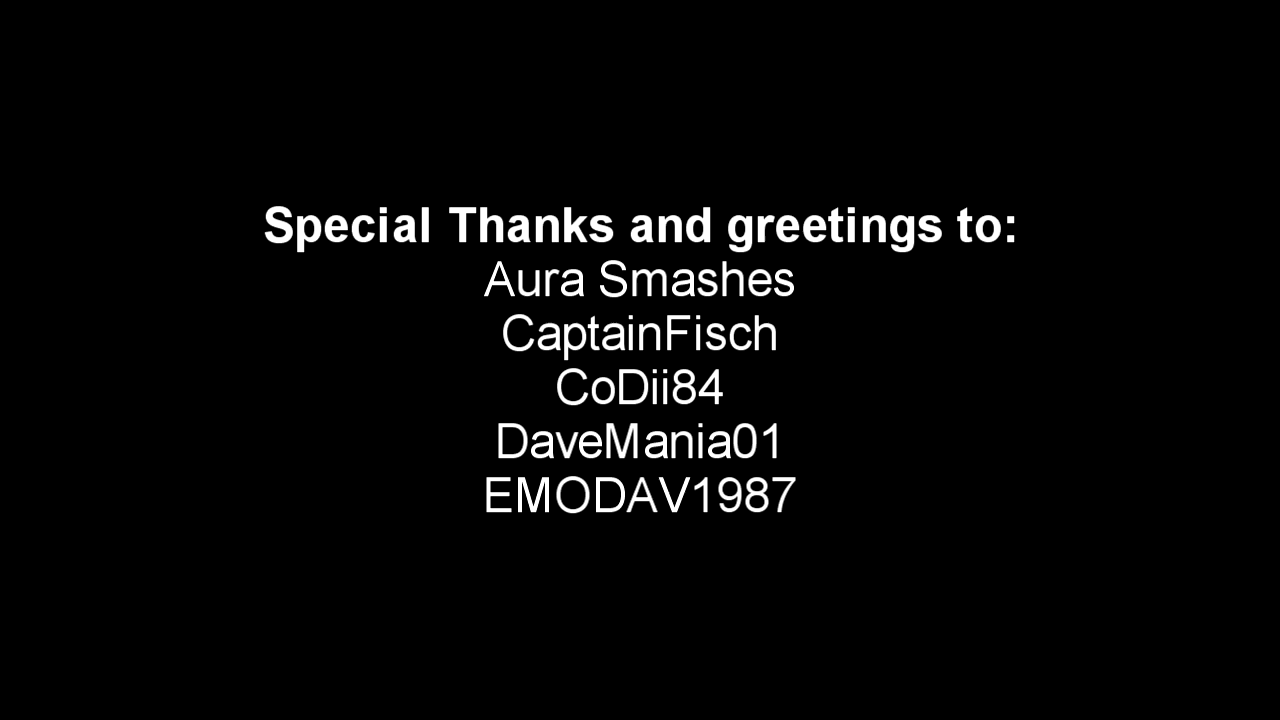 Special Thanks and greetings to:
Aura Smashes
CaptainFisch
CoDii84
DaveMania01
EMODAV1987